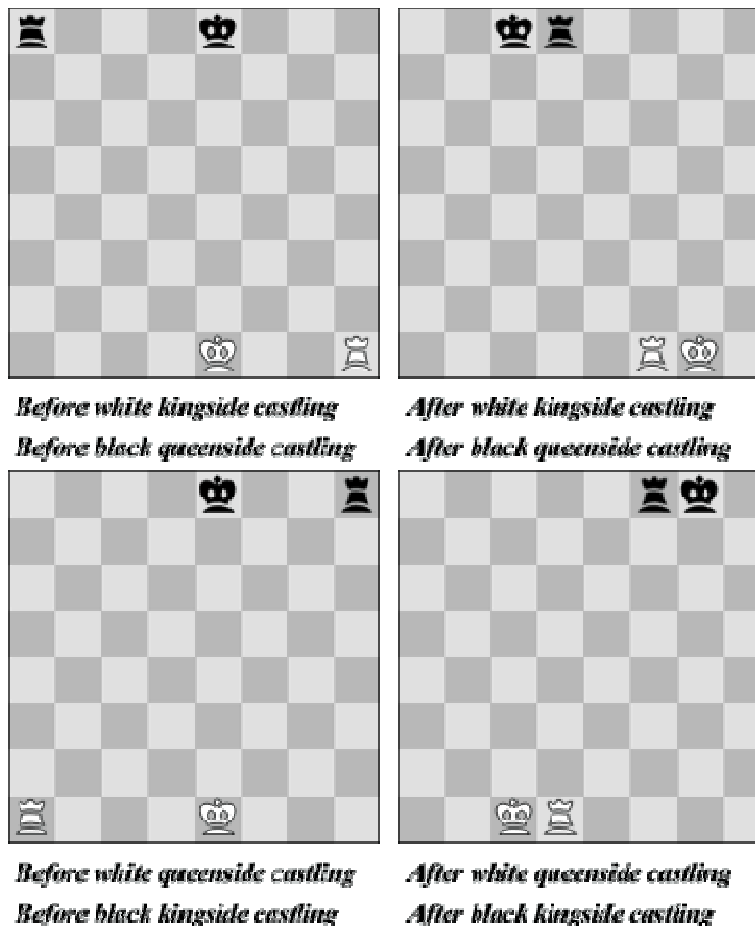 Before white kingside castling
After white kingside castling
Before black queenside castling
After black queenside castling
Before white queenside castling
After white queenside castling
Before black kingside castling
After black kingside castling